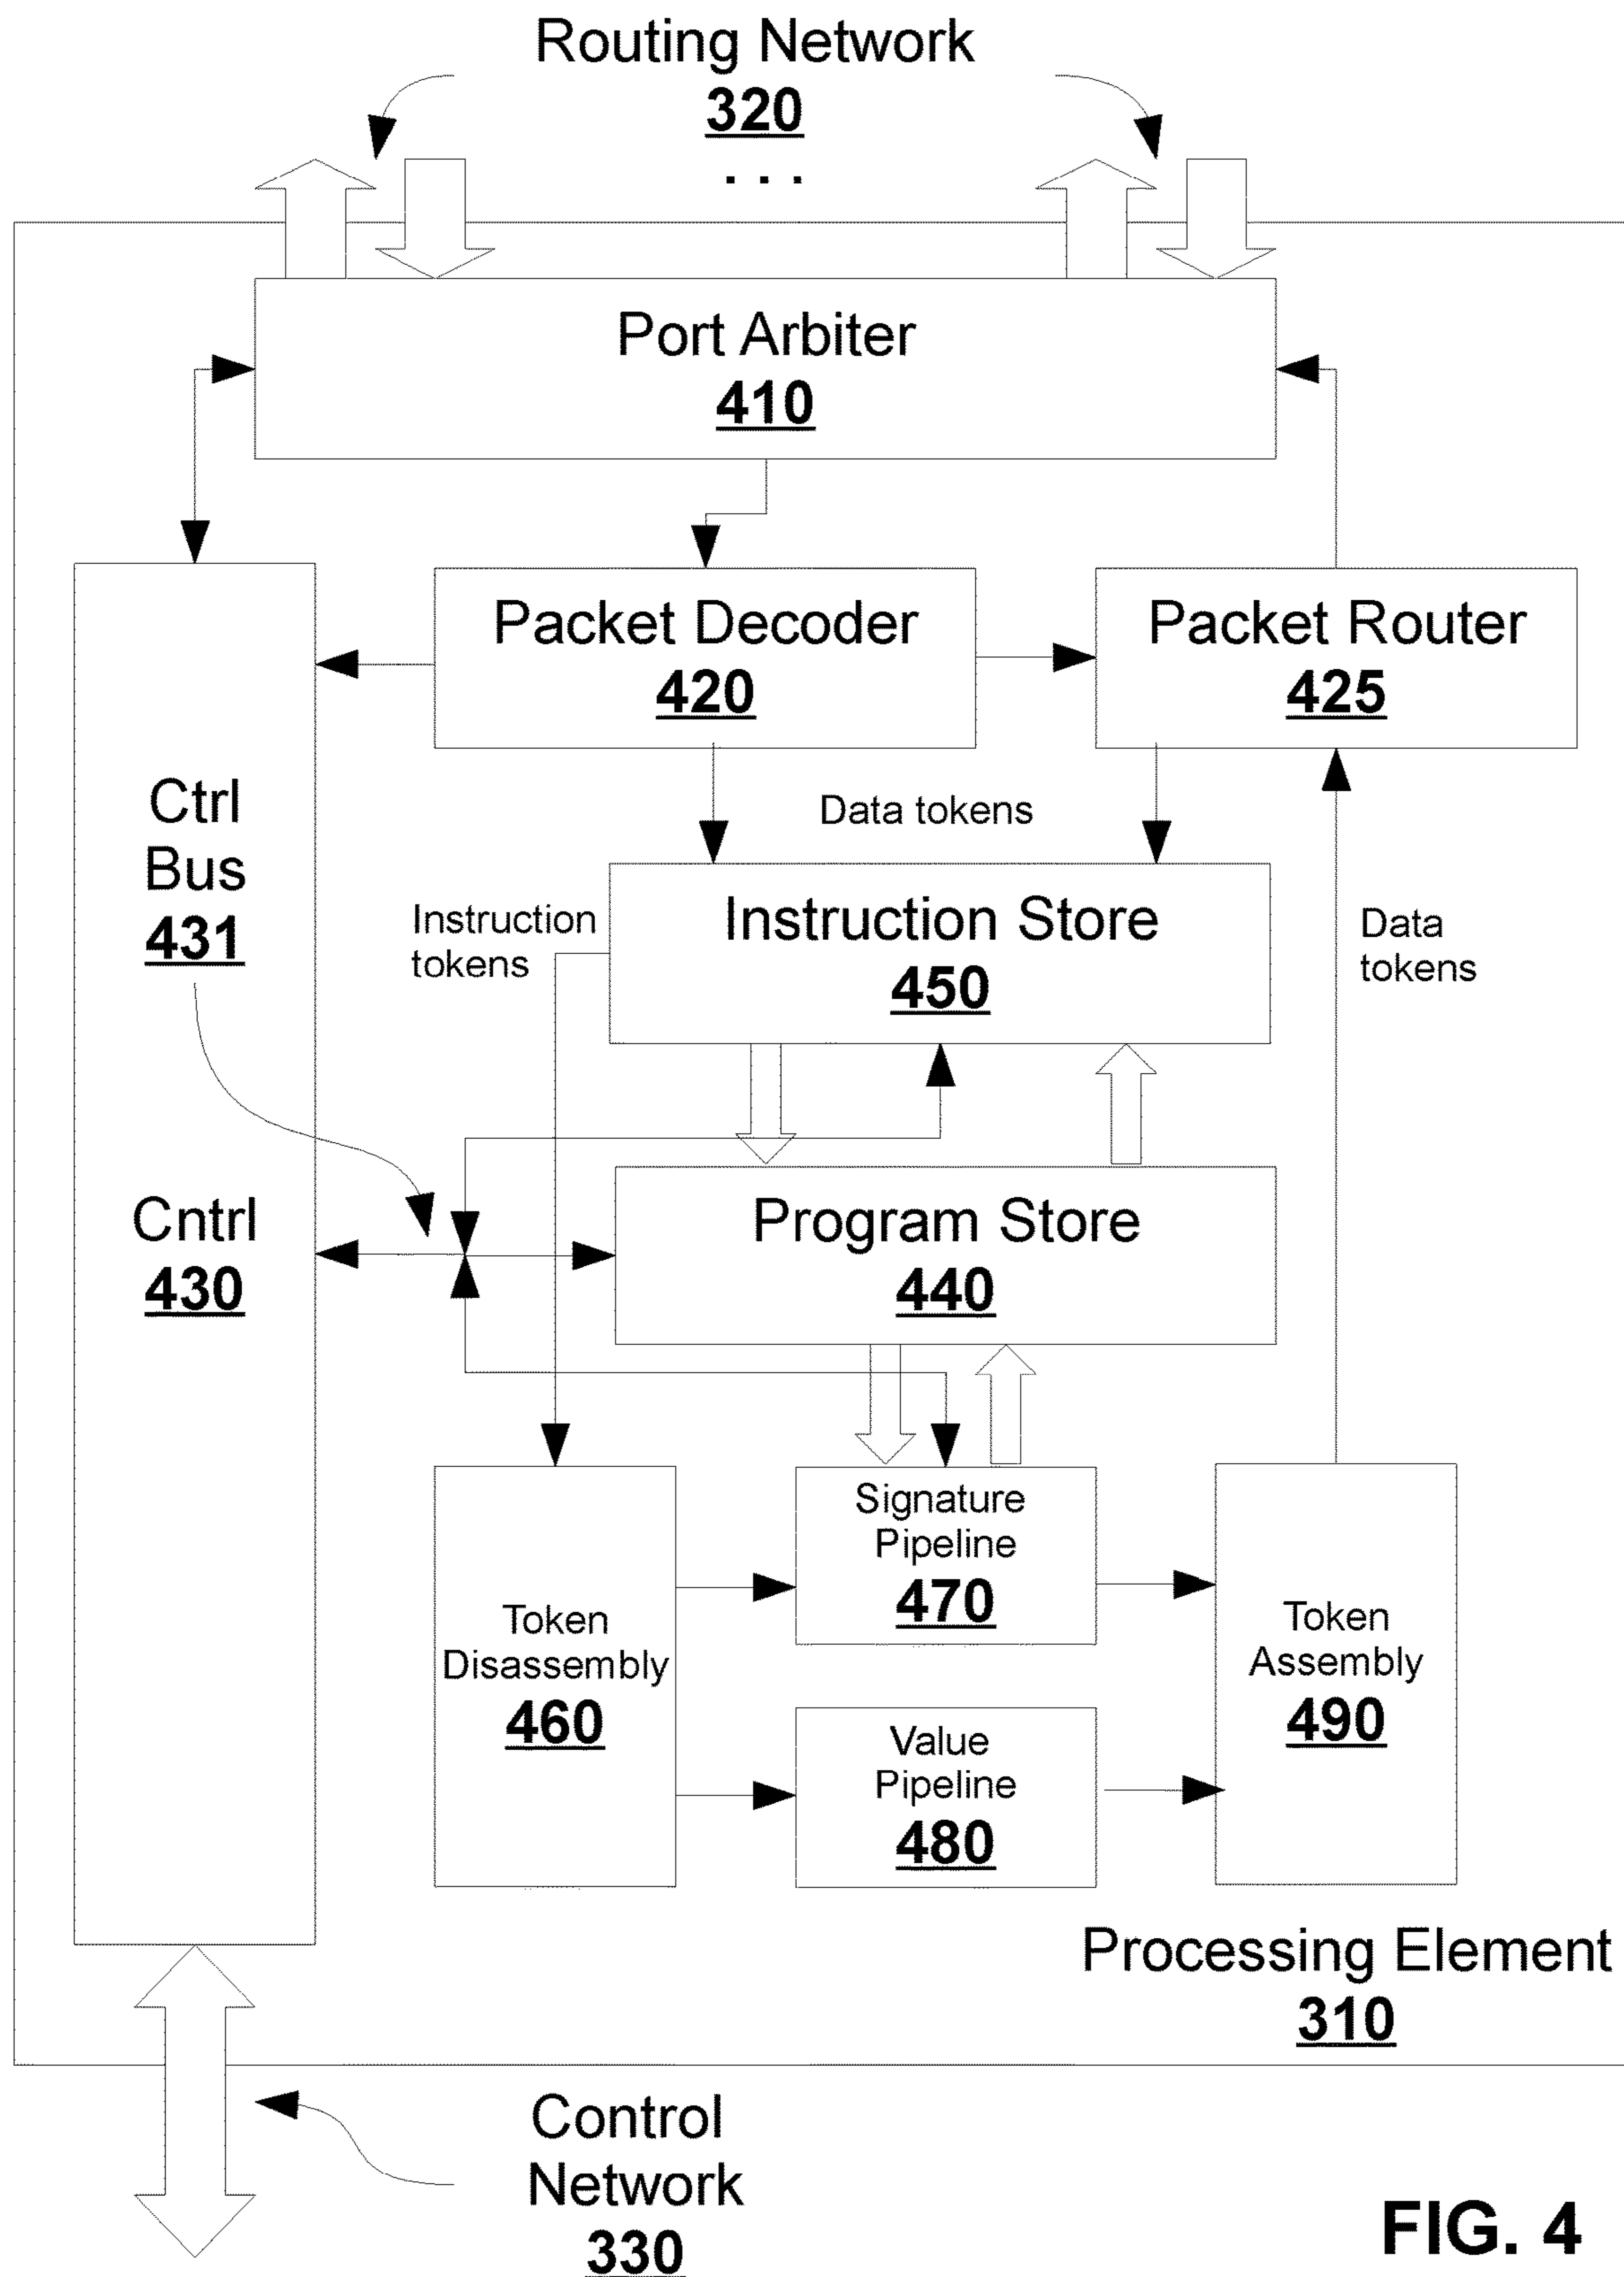 Routing Network
320
. . .
Port Arbiter
410
Packet Decoder
420
Packet Router
425
Ctrl
Bus
431
Data tokens
Instruction
tokens
Instruction Store
450
Data
tokens
Cntrl
430
Program Store
440
Token
Disassembly
460
Signature
Pipeline
470
Value
Pipeline
480
Token
Assembly
490
Processing Element
310
Control
Network
330
FIG. 4